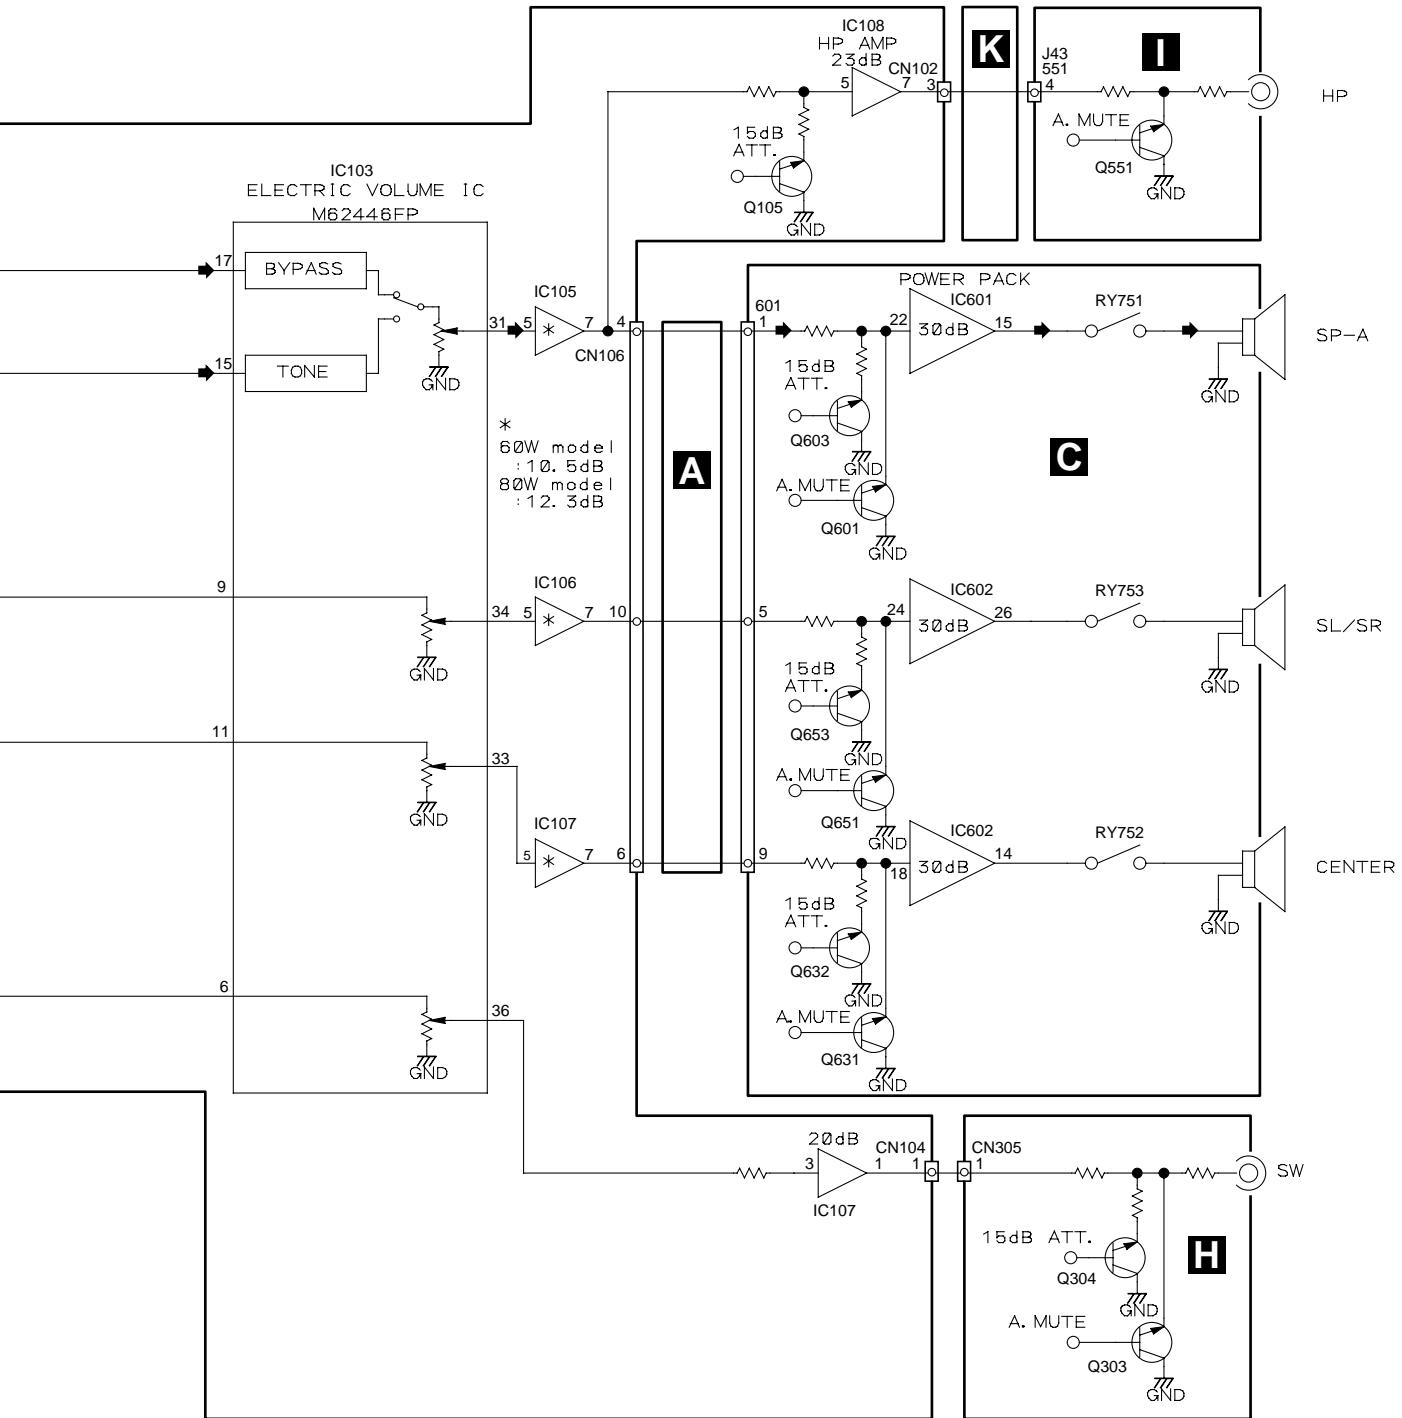 IC108
HP AMP
23dB
5
7
CN102
3
K
J43
551
4
I
HP
A. MUTE
Q551
GND
15dB
ATT.
Q105
GND
IC103
ELECTRIC VOLUME IC
M62446FP
17
BYPASS
15
TONE
GND
31
5
IC105
*
7
4
CN106
*
60W model
:10.5dB
80W model
:12.3dB
A
601
1
POWER PACK
22
IC601
30dB
15
RY751
SP-A
GND
15dB
ATT.
Q603
GND
A. MUTE
Q601
GND
C
9
34
5
IC106
*
7
10
GND
5
24
IC602
30dB
26
RY753
SL/SR
GND
15dB
ATT.
Q653
GND
A. MUTE
Q651
GND
11
33
GND
5
IC107
*
7
6
9
18
IC602
30dB
14
RY752
CENTER
GND
15dB
ATT.
Q632
GND
A. MUTE
Q631
GND
6
36
GND
20dB
3
1
IC107
CN104
1
CN305
1
SW
15dB ATT.
Q304
GND
H
A. MUTE
Q303
GND